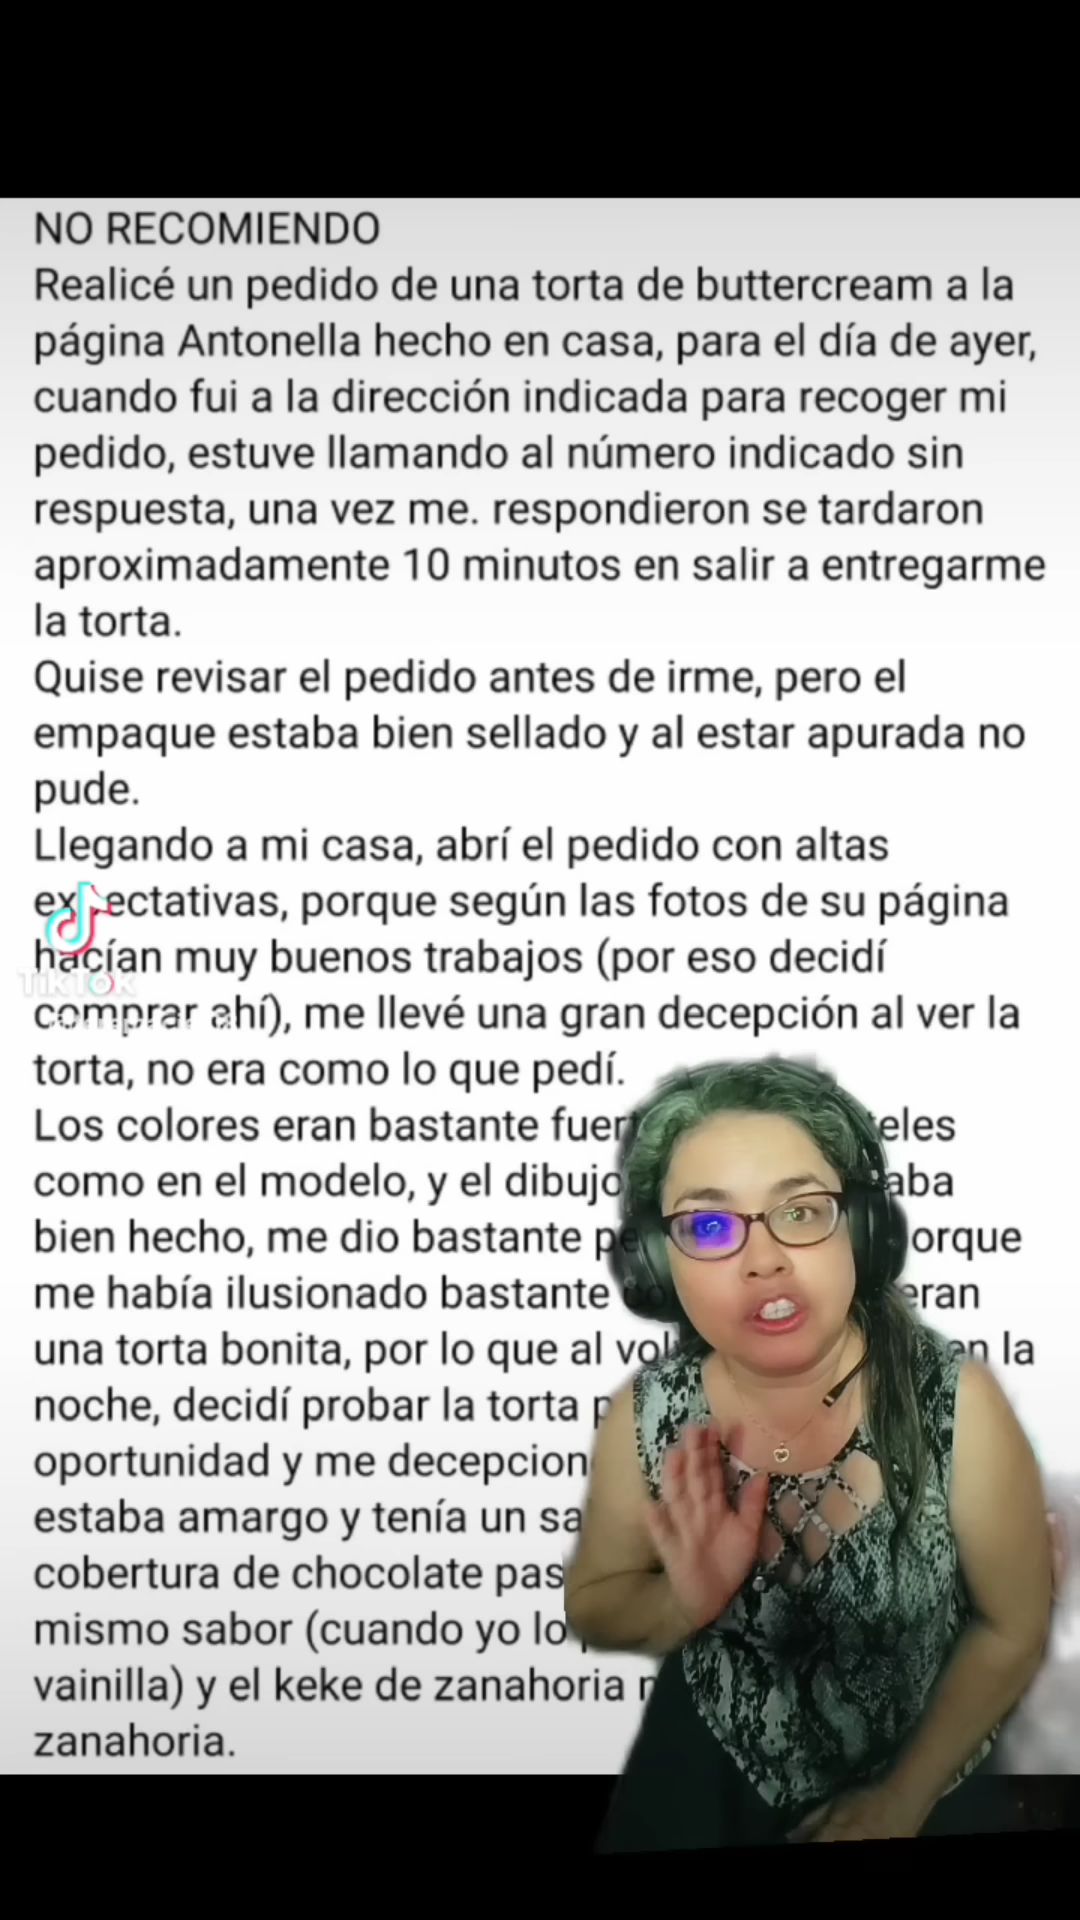 NO RECOMIENDO
Realicé un pedido de una torta de buttercream a la
página Antonella hecho en casa, para el día de ayer,
cuando fui a la dirección indicada para recoger mi
pedido, estuve llamando al número indicado sin
respuesta, una vez me. respondieron se tardaron
aproximadamente 10 minutos en salir a entregarme
la torta.
Quise revisar el pedido antes de irme, pero el
empaque estaba bien sellado y al estar apurada no
pude.
Llegando a mi casa, abrí el pedido con altas
expectativas, porque según las fotos de su página
hacían muy buenos trabajos (por eso decidí
TikTok
comprar ahí), me llevé una gran decepción al ver la
torta, no era como lo que pedí.
Los colores eran bastante
como en el modelo, y el dibujo
bien hecho, me dio bastante
me había ilusionado bastante
una torta bonita, por lo que al en la
noche, decidí probar la torta
oportunidad y me
estaba amargo y tenía un
cobertura de chocolate
mismo sabor (cuando yo lo
vainilla) y el keke de zanahoria
zanahoria.